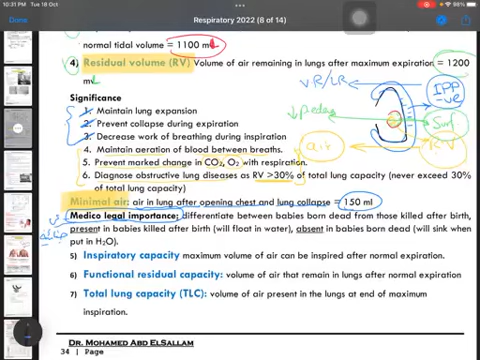 10:31 PM Tue 18 Oct
Done
Respiratory 2022 (8 of 14)
normal tidal volume = 1100 ml
4) Residual volume (RV) Volume of air remaining in lungs after maximum expiration = 1200
ml
Significance
1. Maintain lung expansion
2. Prevent collapse during expiration
3. Decrease work of breathing during inspiration
4. Maintain aeration of blood between breaths.
5. Prevent marked change in CO2, O2 with respiration.
6. Diagnose obstructive lung diseases as RV >30% of total lung capacity (never exceed 30%
of total lung capacity)
VR/LR
IPP
-ve
Surf
air
RV
Minimal air: air in lung after opening chest and lung collapse = 150 ml
Medico legal importance: differentiate between babies born dead from those killed after birth,
present in babies killed after birth (will float in water), absent in babies born dead (will sink when
put in H2O).
5) Inspiratory capacity maximum volume of air can be inspired after normal expiration.
6) Functional residual capacity: volume of air that remain in lungs after normal expiration
7) Total lung capacity (TLC): volume of air present in the lungs at end of maximum
inspiration.
DR. MOHAMED ABD ELSALLAM
34 | Page